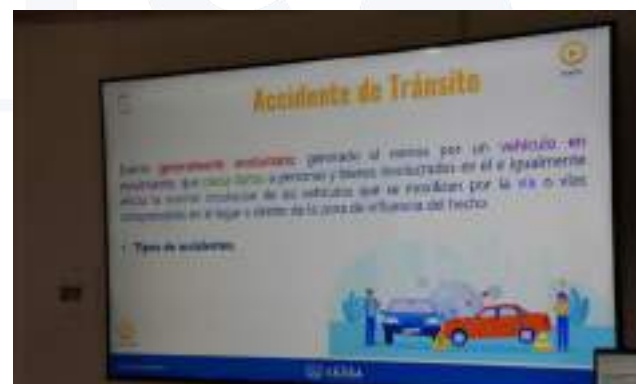 Accidente de Tránsito
Evento generalmente involuntario, generado al menos por un vehículo en
movimiento, que causa daños a personas y bienes involucrados en él e igualmente
afecta la normal circulación de los vehículos que se movilizan por la vía o vías
comprendidas en el lugar o dentro de la zona de influencia del hecho.
• Tipos de accidentes